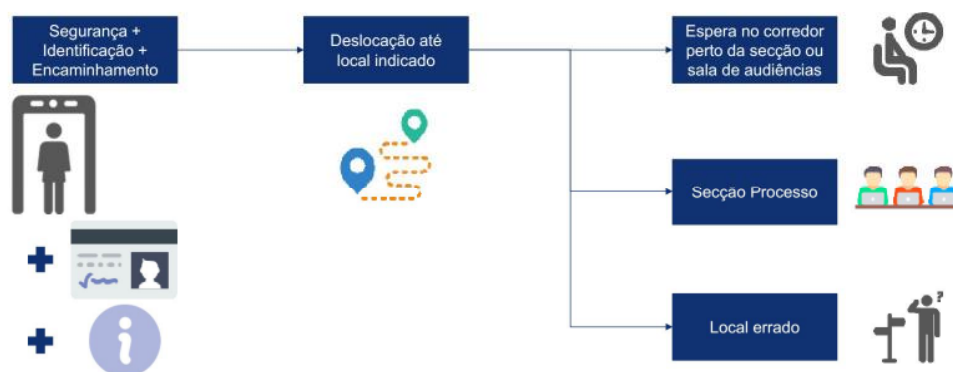 Segurança +
Identificação +
Encaminhamento
Deslocação até
local indicado
Espera no corredor
perto da secção ou
sala de audiências
Secção Processo
Local errado